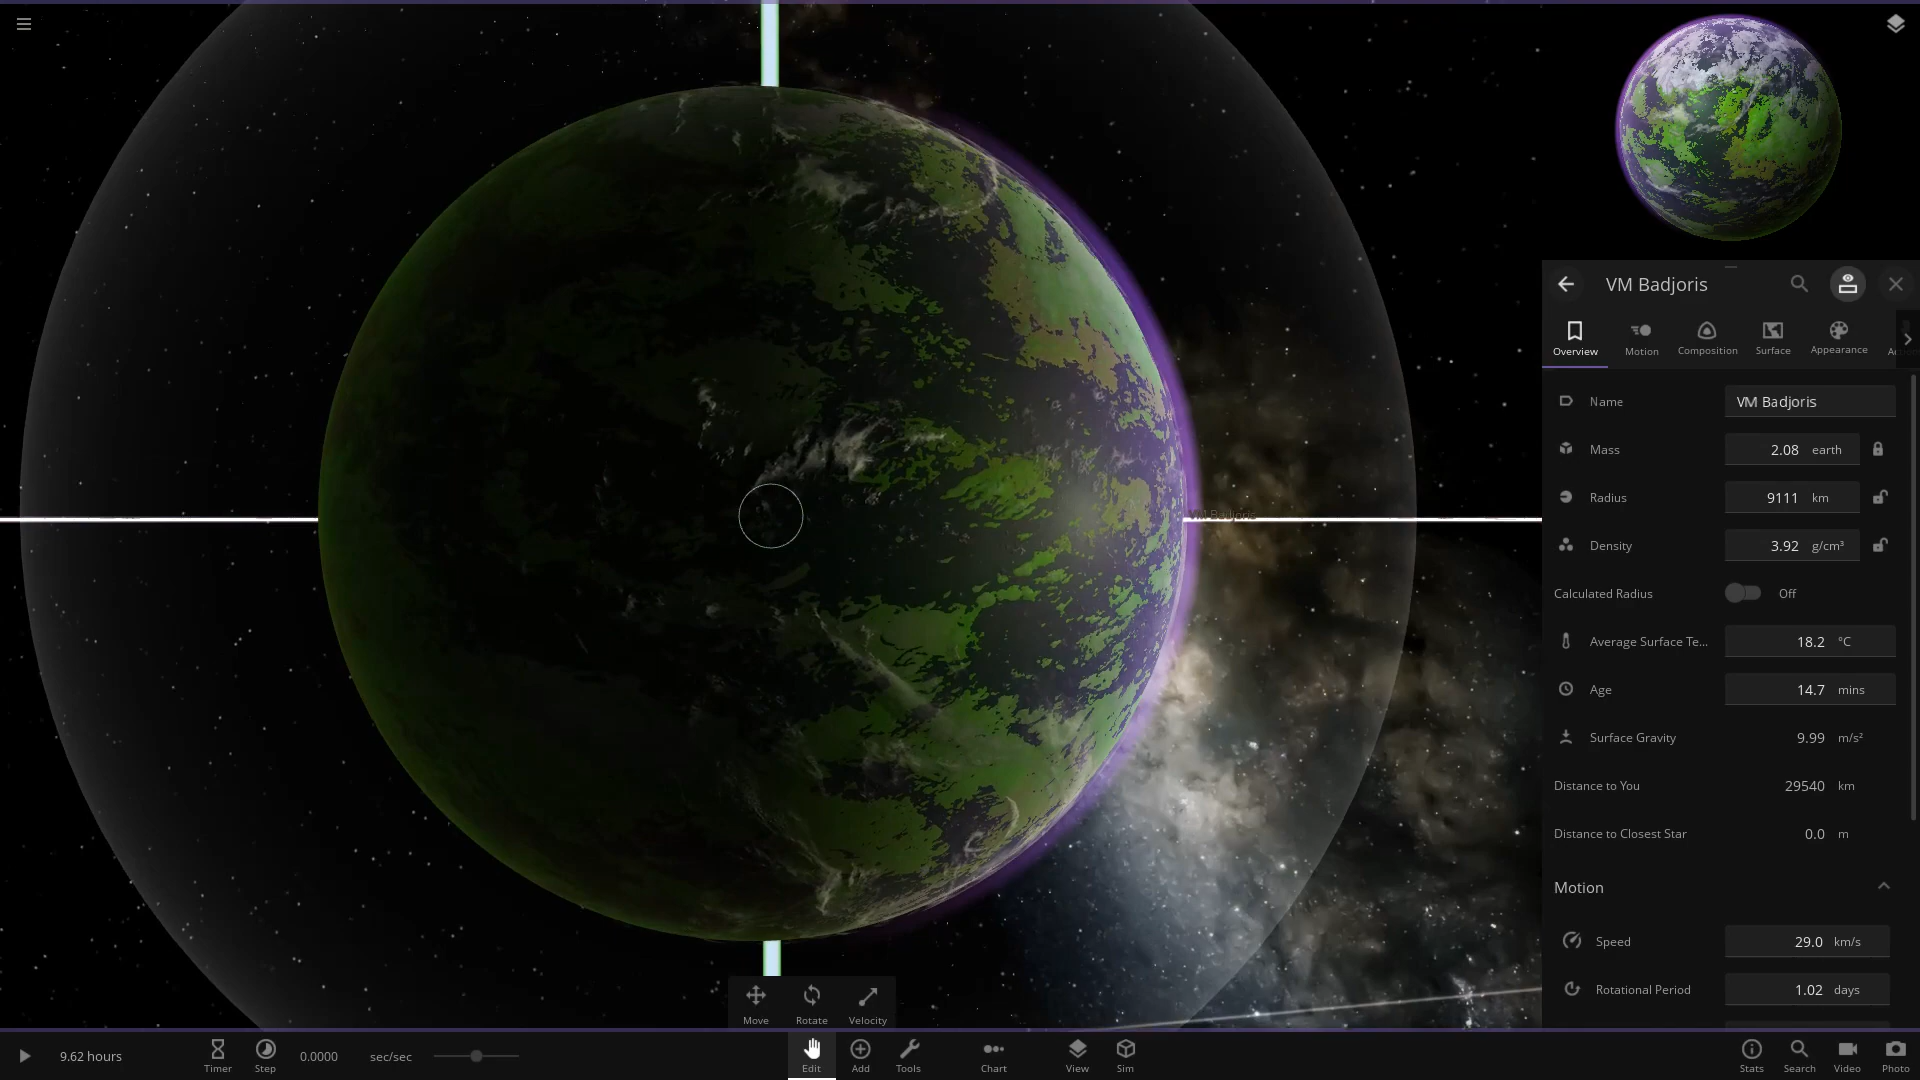 VM Badjoris
Overview
Motion
Composition
Surface
Appearance
Name
VM Badjoris
Mass
2.08 earth
Radius
9111 km
Density
3.92 g/cm³
Calculated Radius
Off
Average Surface Te...
18.2 °C
Age
14.7 mins
Surface Gravity
9.99 m/s²
Distance to You
29540 km
Distance to Closest Star
0.0 m
Motion
Speed
29.0 km/s
Rotational Period
1.02 days
VM Badjoris
Move
Rotate
Velocity
9.62 hours
Timer
Step
0.0000
sec/sec
Edit
Add
Tools
Chart
View
Sim
Stats
Search
Video
Photo